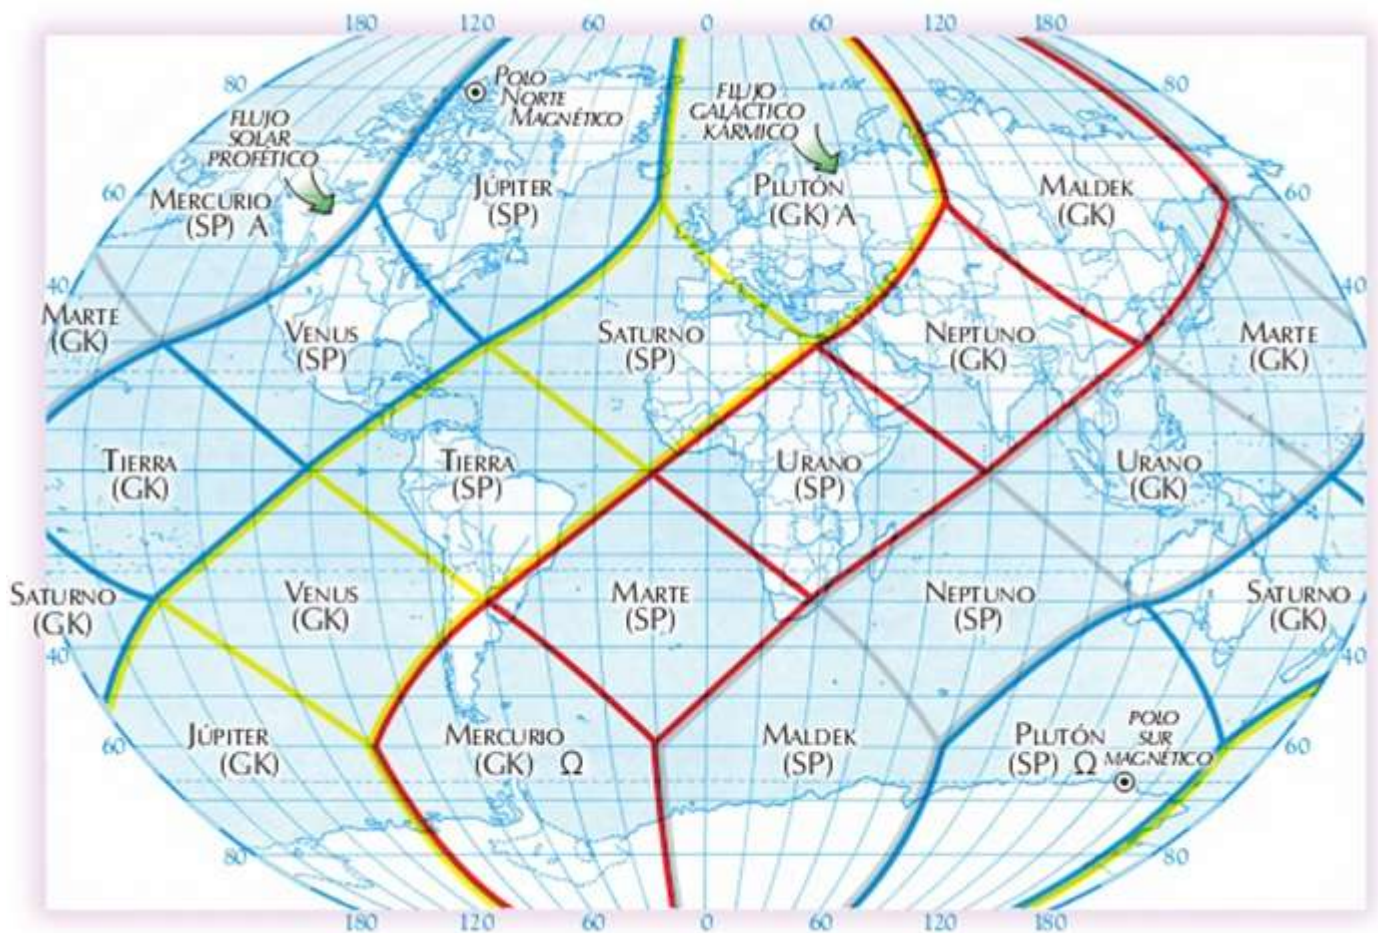 180 120 60 0 60 120 180
80 80
POLO
NORTE
MAGNÉTICO
FLUJO
SOLAR
PROFÉTICO
FLUJO
GALÁCTICO
KÁRMICO
60 60
MERCURIO
(SP) A
JÚPITER
(SP)
PLUTÓN
(GK) A
MALDEK
(GK)
40 40
MARTE
(GK)
VENUS
(SP)
SATURNO
(SP)
NEPTUNO
(GK)
MARTE
(GK)
TIERRA
(GK)
TIERRA
(SP)
URANO
(SP)
URANO
(GK)
SATURNO
(GK)
VENUS
(GK)
MARTE
(SP)
NEPTUNO
(SP)
SATURNO
(GK)
40 40
JÚPITER
(GK)
MERCURIO
(GK) Ω
MALDEK
(SP)
PLUTÓN
(SP) Ω
POLO
SUR
MAGNÉTICO
60 60
80 80
180 120 60 0 60 120 180